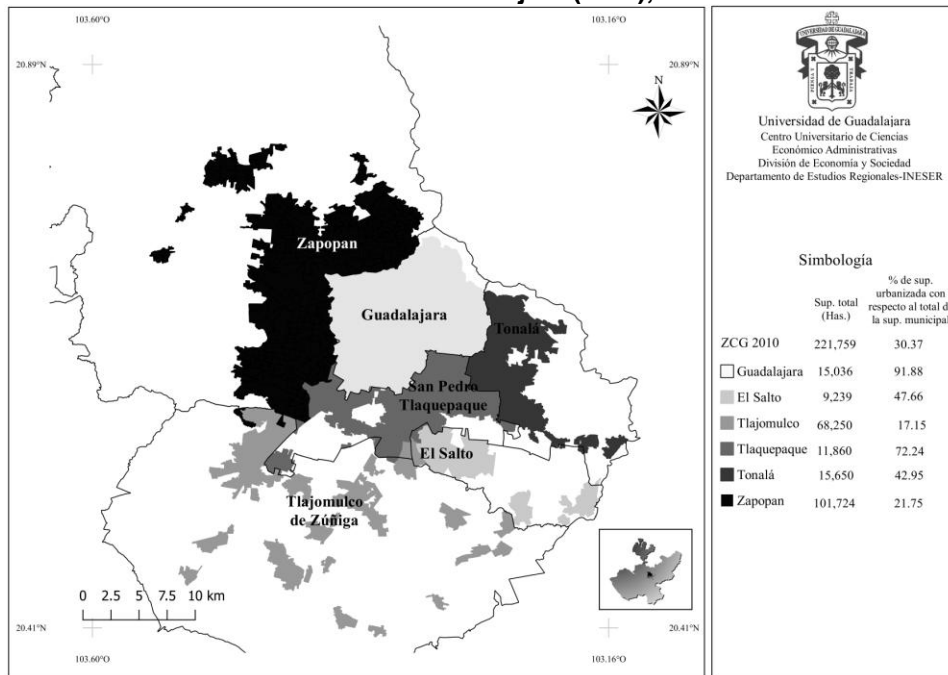 103.60°O
103.16°O
20.89°N
20.89°N
N
Zapopan
Guadalajara
Tonalá
San Pedro
Tlaquepaque
El Salto
Tlajomulco
de Zúñiga
0 2.5 5 7.5 10 km
20.41°N
20.41°N
103.60°O
103.16°O
UNIVERSIDAD DE GUADALAJARA
PIENSA Y
TRABAJA
Universidad de Guadalajara
Centro Universitario de Ciencias
Económico Administrativas
División de Economía y Sociedad
Departamento de Estudios Regionales-INESER
Simbología
Sup. total
(Has.)
% de sup.
urbanizada con
respecto al total d
la sup. municipal
ZCG 2010 221,759 30.37
Guadalajara 15,036 91.88
El Salto 9,239 47.66
Tlajomulco 68,250 17.15
Tlaquepaque 11,860 72.24
Tonalá 15,650 42.95
Zapopan 101,724 21.75